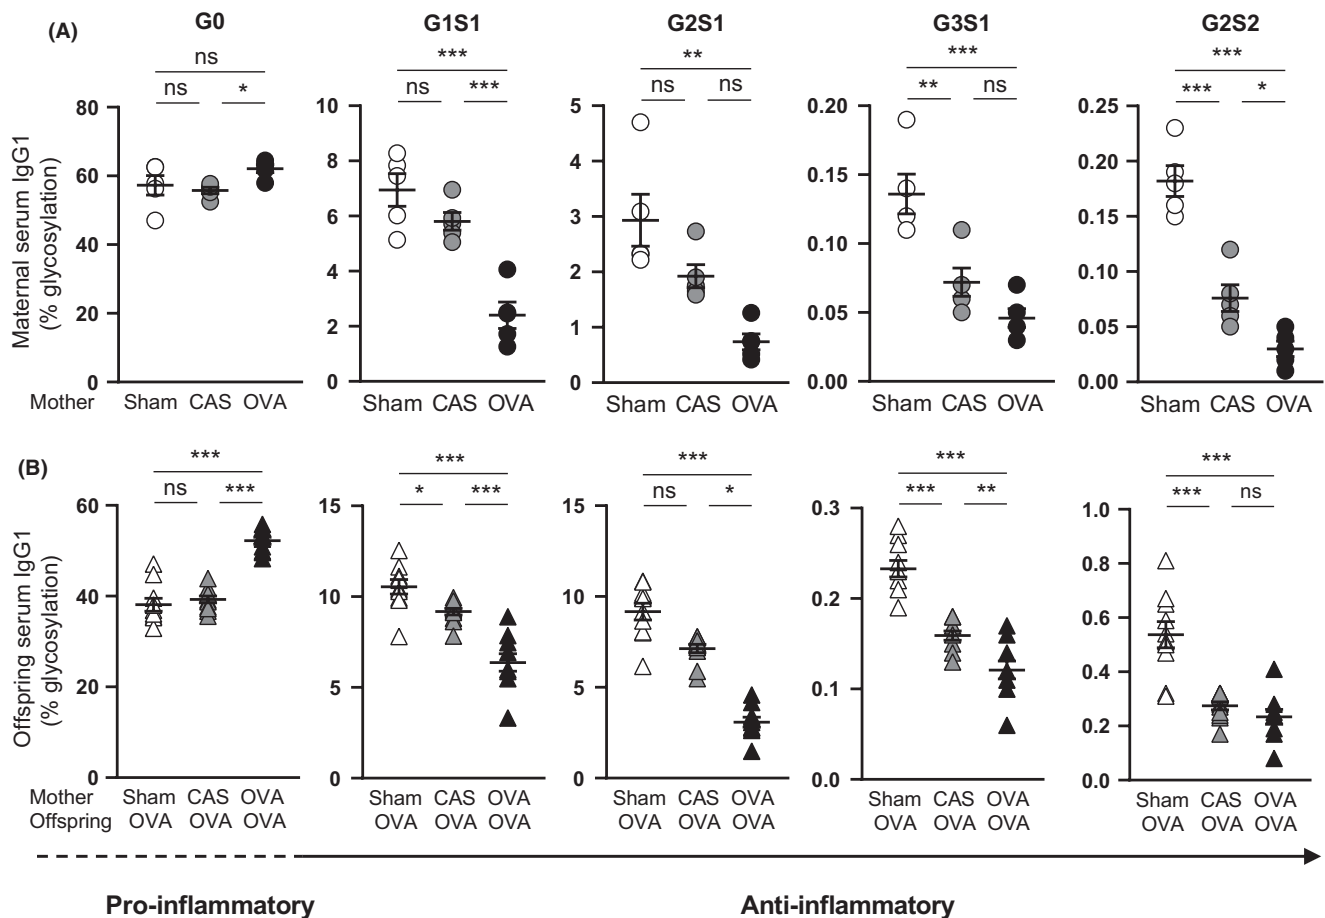 (A)
G0 G1S1 G2S1 G3S1 G2S2
ns *** ** *** ***
ns * ns *** ns ns ** ns *** *
Maternal serum IgG1
(% glycosylation)
80 10 5 0.20 0.25
60 8 4 0.15 0.20
40 6 3 0.10 0.15
20 4 2 0.05 0.10
0 2 1 0.00 0.05
0 0 0.00
Mother Sham CAS OVA Sham CAS OVA Sham CAS OVA Sham CAS OVA Sham CAS OVA
(B)
*** *** *** *** ***
ns *** * *** ns * *** ** *** ns
Offspring serum IgG1
(% glycosylation)
60 15 15 0.3 1.0
40 10 10 0.2 0.8
20 5 5 0.1 0.6
0 0 0 0.0 0.4
0.2
0.0
Mother Sham CAS OVA Sham CAS OVA Sham CAS OVA Sham CAS OVA Sham CAS OVA
Offspring OVA OVA OVA OVA OVA OVA OVA OVA OVA OVA OVA OVA OVA OVA OVA
Pro-inflammatory Anti-inflammatory